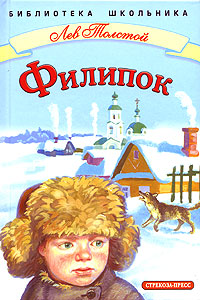 БИБЛИОТЕКА ШКОЛЬНИКА
Лев Толстой
Филипок
СТРЕКОЗА-ПРЕСС